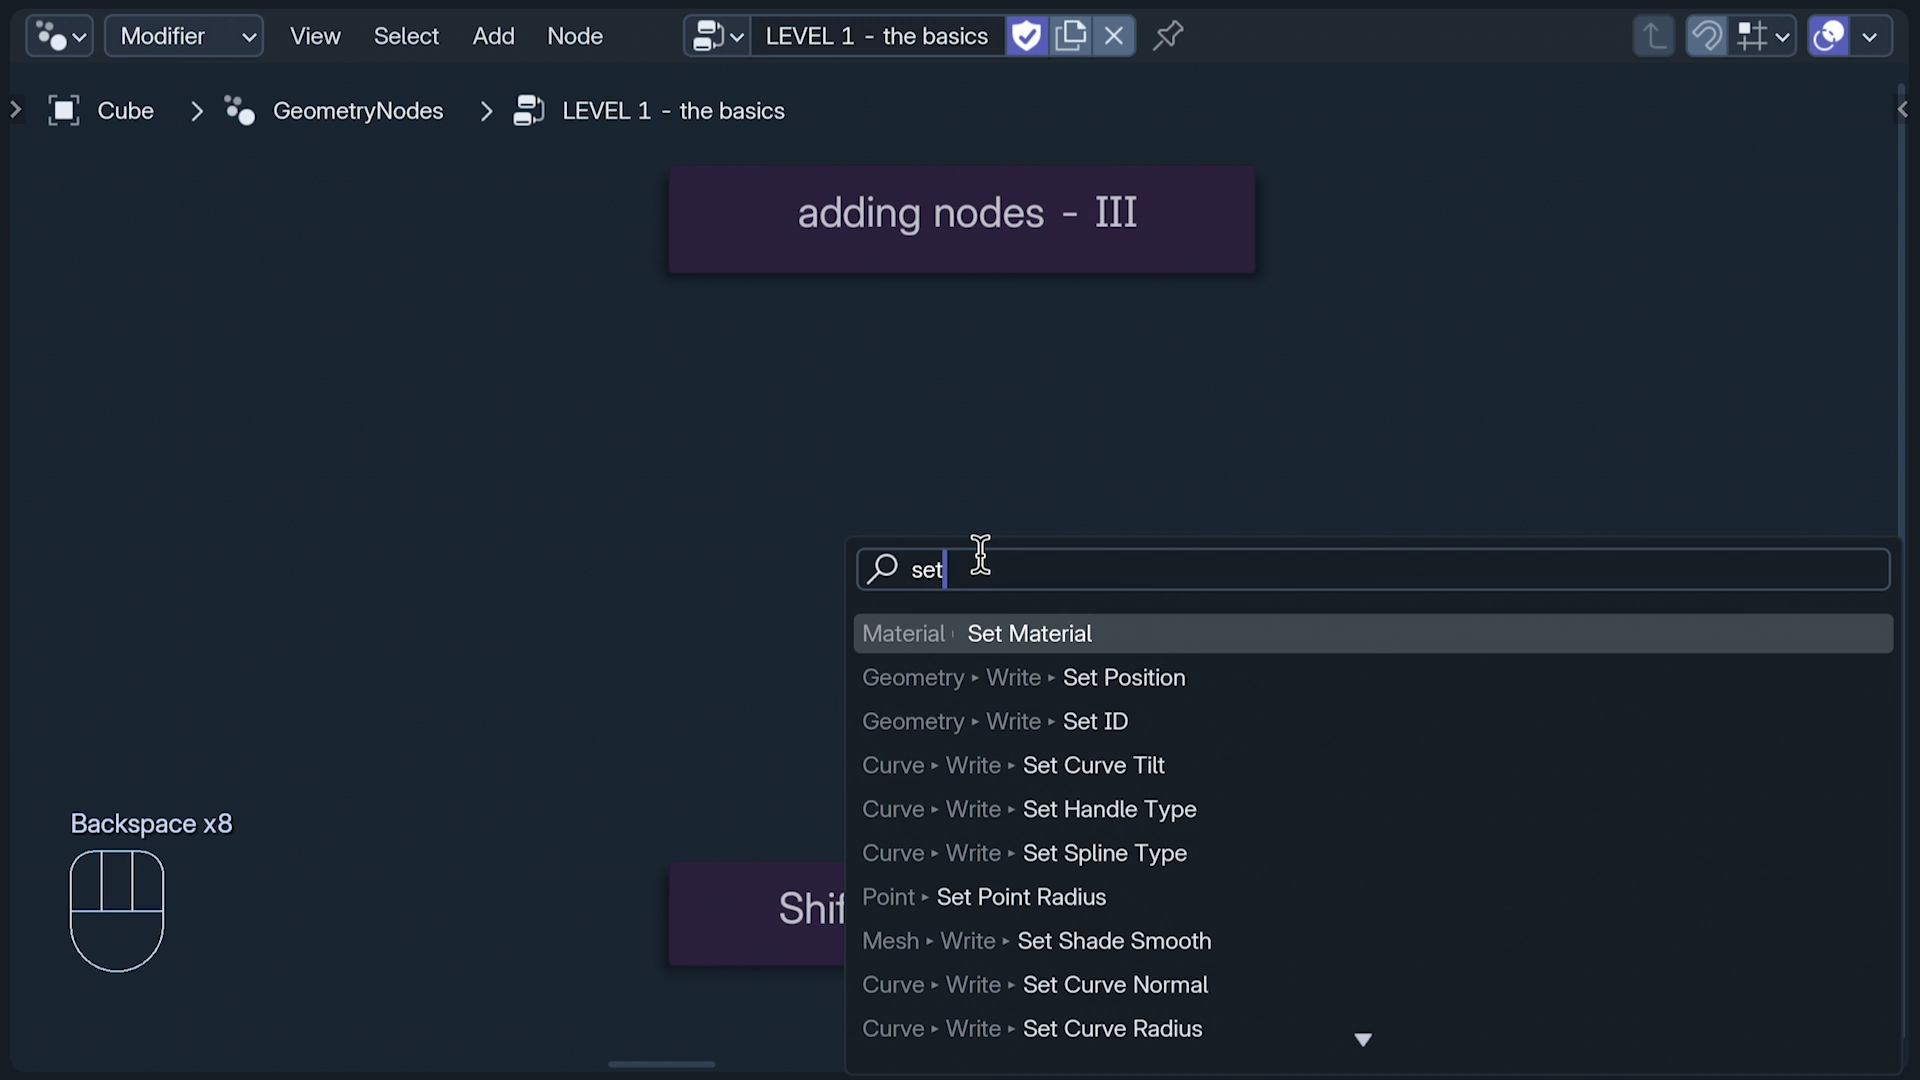 Modifier View Select Add Node LEVEL 1 - the basics
Cube GeometryNodes LEVEL 1 - the basics
adding nodes - III
set
Material Set Material
Geometry ▸ Write ▸ Set Position
Geometry ▸ Write ▸ Set ID
Curve ▸ Write ▸ Set Curve Tilt
Curve ▸ Write ▸ Set Handle Type
Curve ▸ Write ▸ Set Spline Type
Point ▸ Set Point Radius
Mesh ▸ Write ▸ Set Shade Smooth
Curve ▸ Write ▸ Set Curve Normal
Curve ▸ Write ▸ Set Curve Radius
Backspace x8